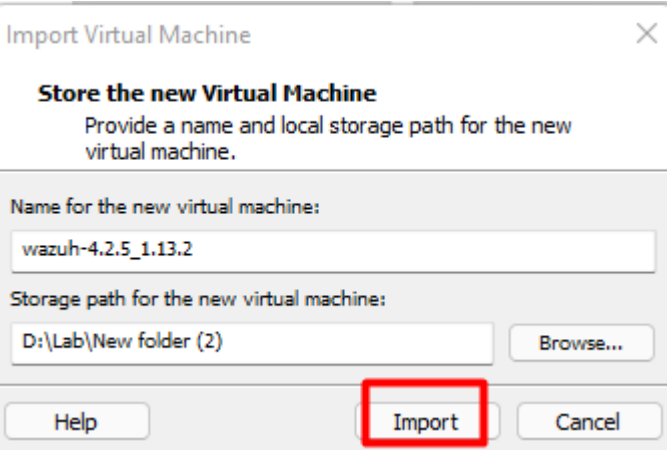 Import Virtual Machine
Store the new Virtual Machine
Provide a name and local storage path for the new
virtual machine.
Name for the new virtual machine:
wazuh-4.2.5_1.13.2
Storage path for the new virtual machine:
D:\Lab\New folder (2)
Browse...
Help
Import
Cancel